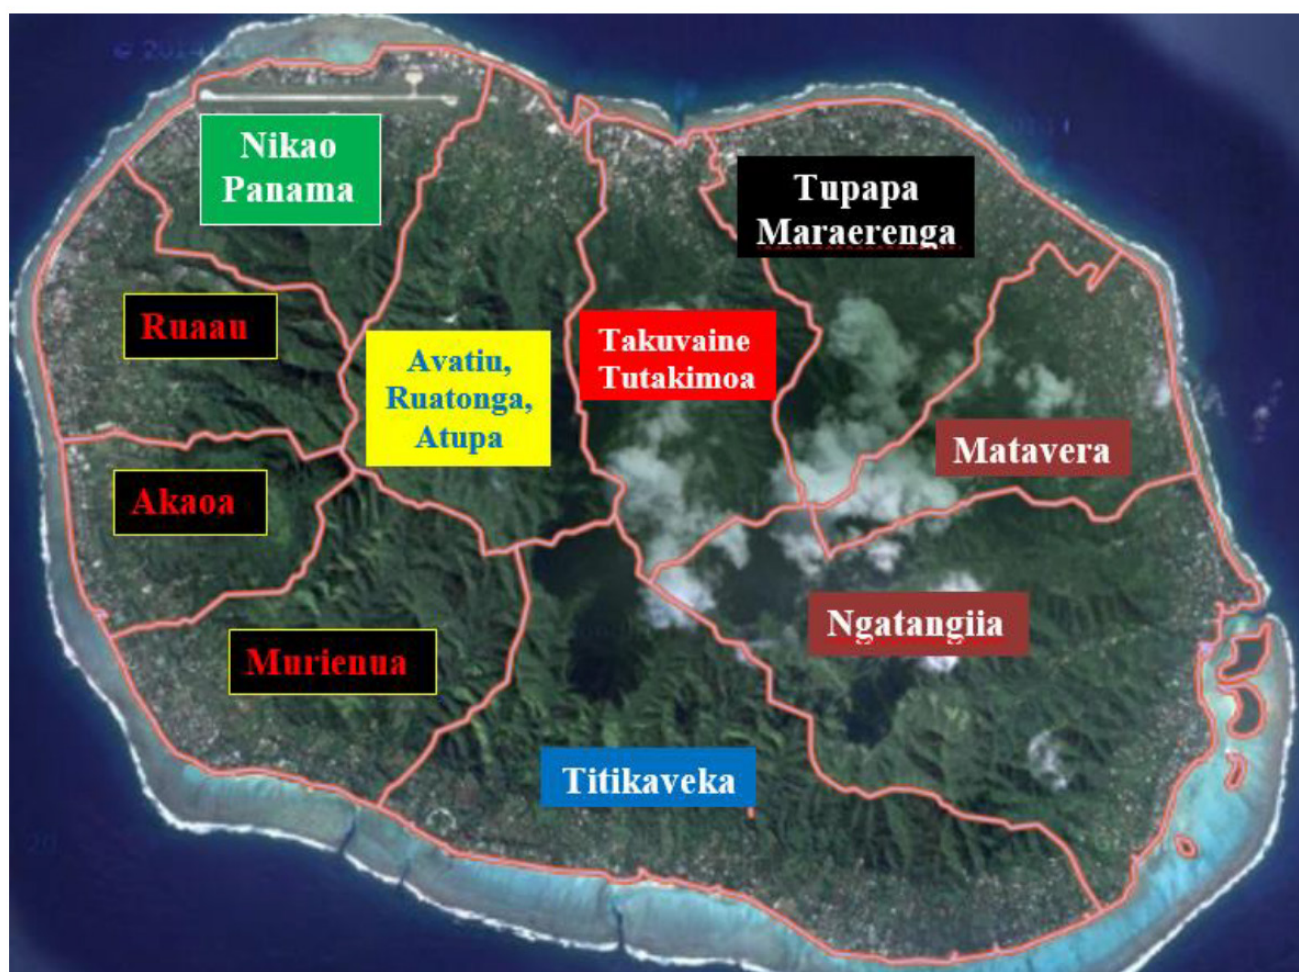 Nikao
Panama
Tupapa
Maraerenga
Ruaau
Avatiu,
Ruatonga,
Atupa
Takuvaine
Tutakimoa
Matavera
Akaoa
Ngatangiia
Murienua
Titikaveka